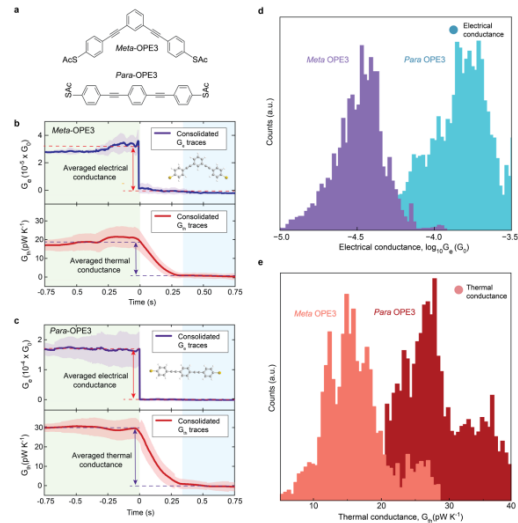 a
AcS
SAc
Meta-OPE3
Para-OPE3
SAc
SAc
b
Meta-OPE3
Consolidated
Gₑ traces
Averaged electrical
conductance
Gₑ (10⁻⁵ x G₀)
4
2
0
Consolidated
Gₜₕ traces
Averaged thermal
conductance
Gₜₕ(pW K⁻¹)
40
30
20
10
0
-0.75
-0.50
-0.25
0
0.25
0.50
0.75
Time (s)
c
Para-OPE3
Consolidated
Gₑ traces
Averaged electrical
conductance
Gₑ (10⁻⁴ x G₀)
2
1
0
Consolidated
Gₜₕ traces
Averaged thermal
conductance
Gₜₕ(pW K⁻¹)
40
30
20
10
0
-0.75
-0.50
-0.25
0
0.25
0.50
0.75
Time (s)
d
Electrical
conductance
Meta OPE3
Para OPE3
Counts (a.u.)
−5.0
−4.5
−4.0
−3.5
Electrical conductance, log₁₀Gₑ (G₀)
e
Thermal
conductance
Meta OPE3
Para OPE3
Counts (a.u.)
10
20
30
40
Thermal conductance, Gₜₕ(pW K⁻¹)